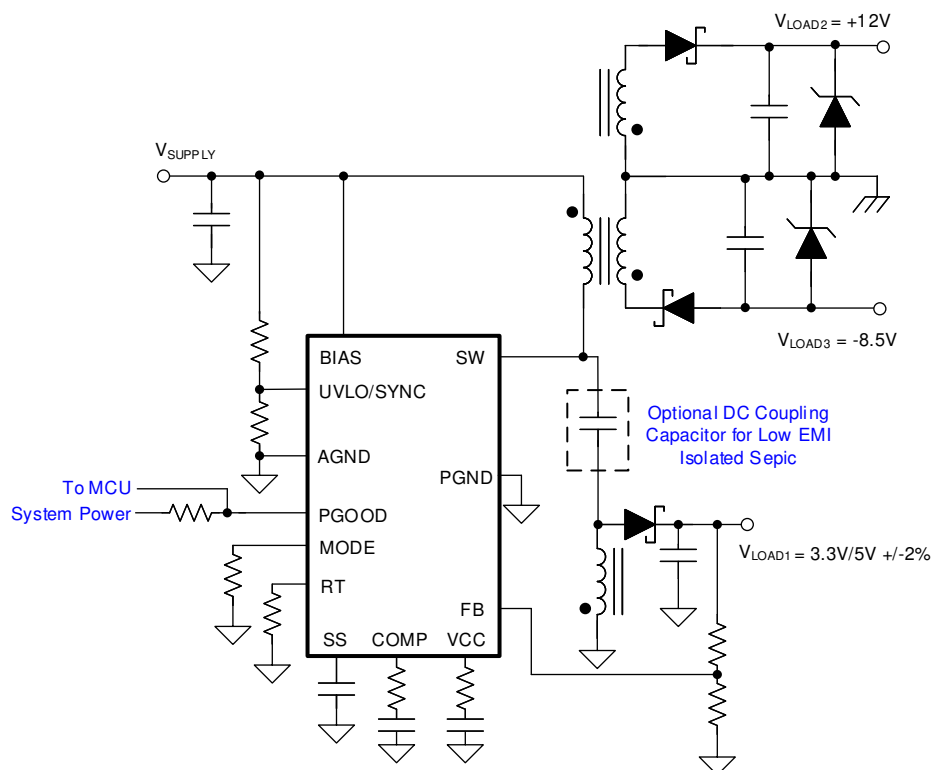 VLOAD2 = +12V
VSUPPLY
VLOAD3 = -8.5V
BIAS
SW
UVLO/SYNC
Optional DC Coupling
Capacitor for Low EMI
Isolated Sepic
AGND
PGND
To MCU
System Power
PGOOD
MODE
VLOAD1 = 3.3V/5V +/-2%
RT
FB
SS
COMP
VCC